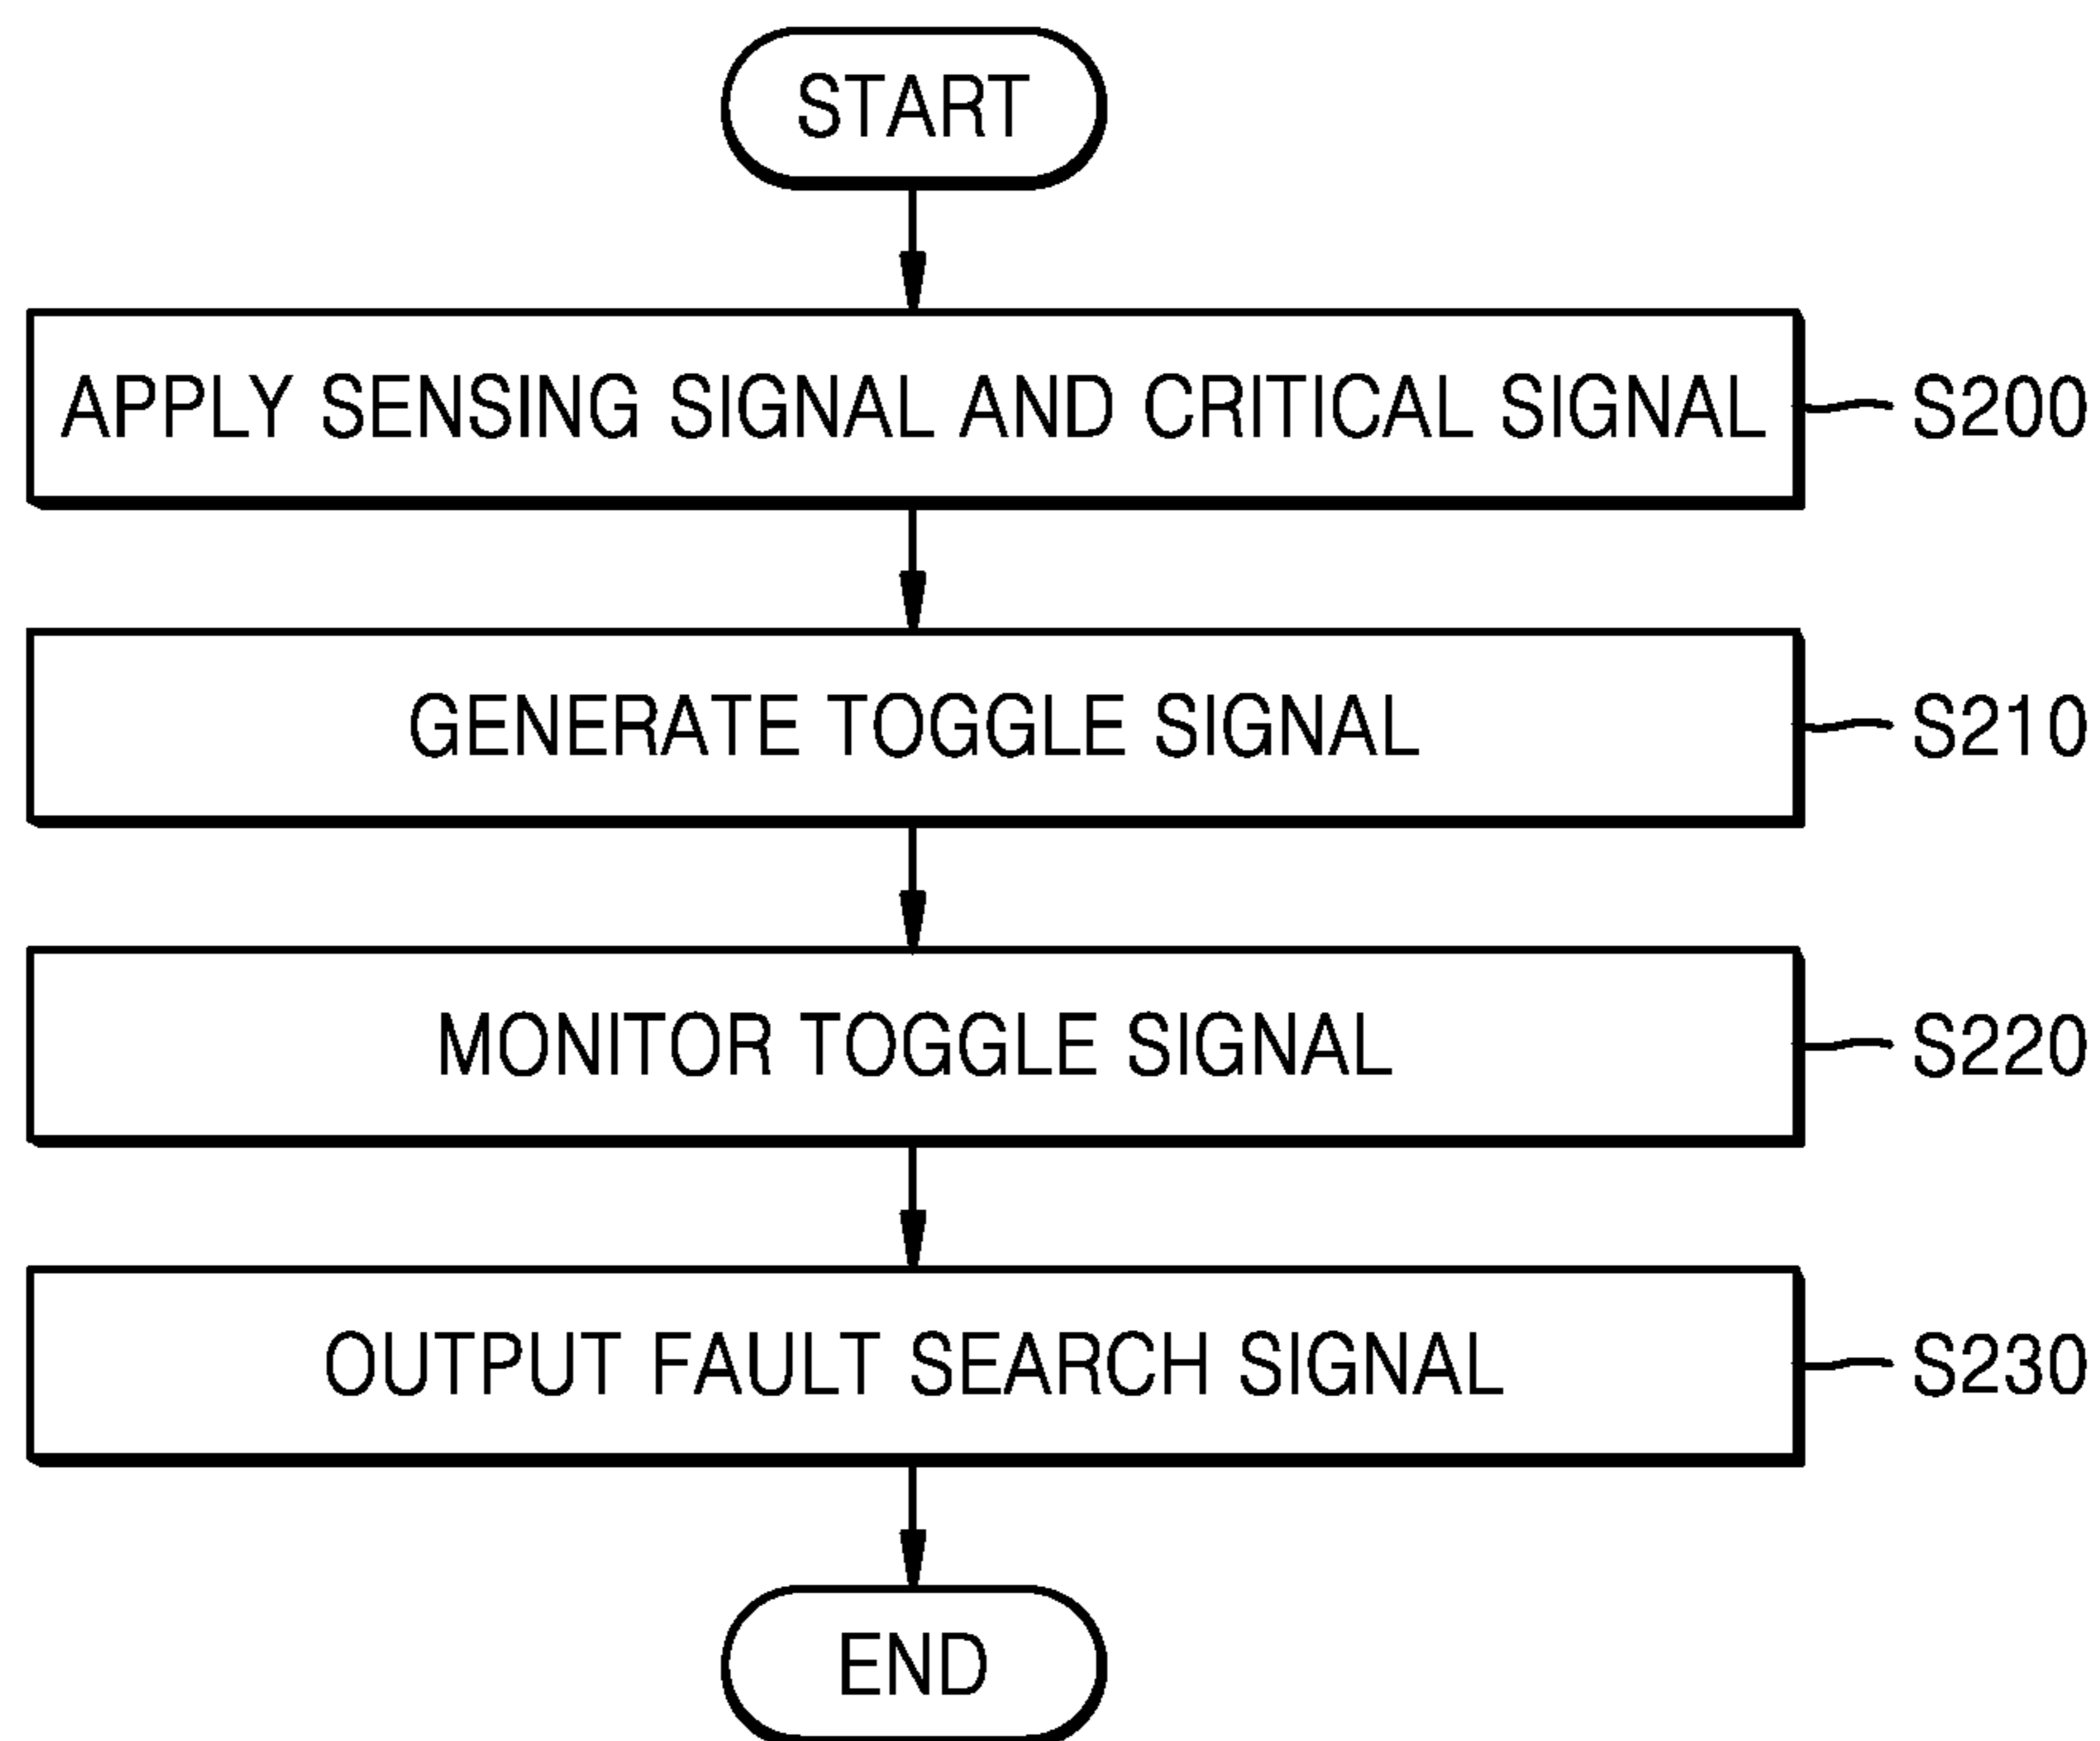 START
APPLY SENSING SIGNAL AND CRITICAL SIGNAL S200
GENERATE TOGGLE SIGNAL S210
MONITOR TOGGLE SIGNAL S220
OUTPUT FAULT SEARCH SIGNAL S230
END